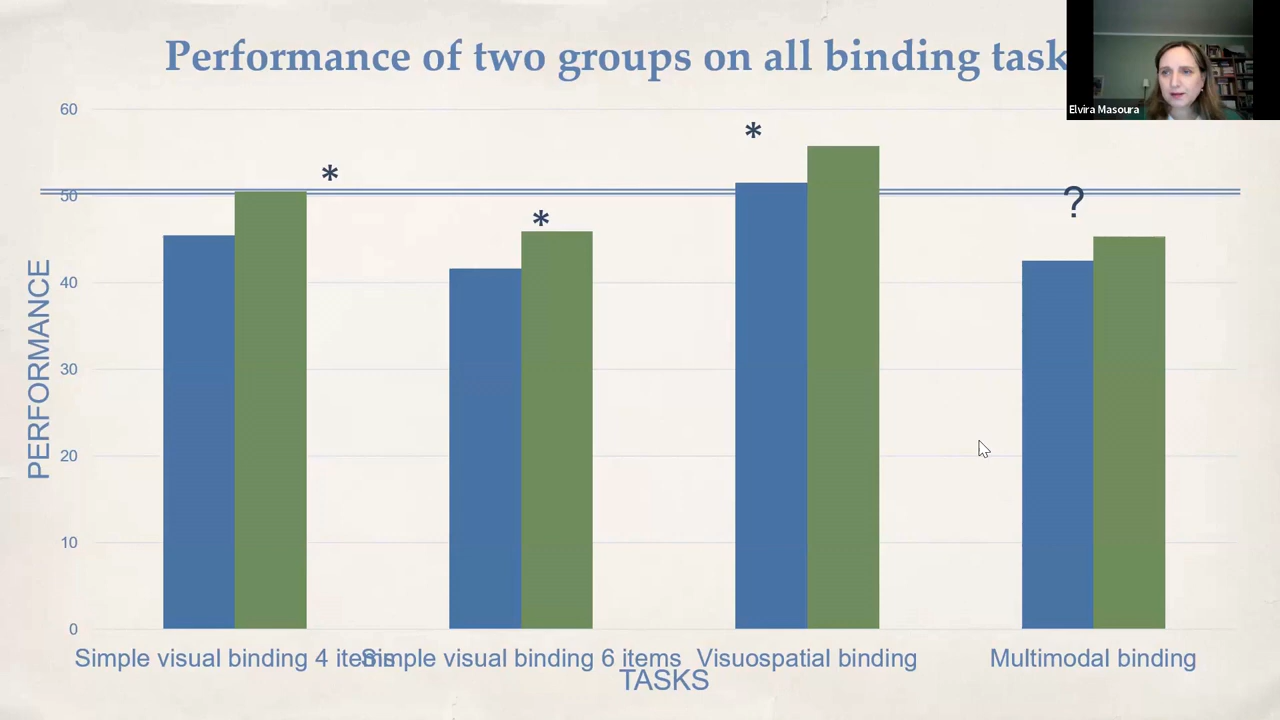 Performance of two groups on all binding task
Elvira Masoura
60
*
*
50
?
*
PERFORMANCE
40
30
20
10
0
Simple visual binding 4 items
Simple visual binding 6 items
Visuospatial binding
Multimodal binding
TASKS